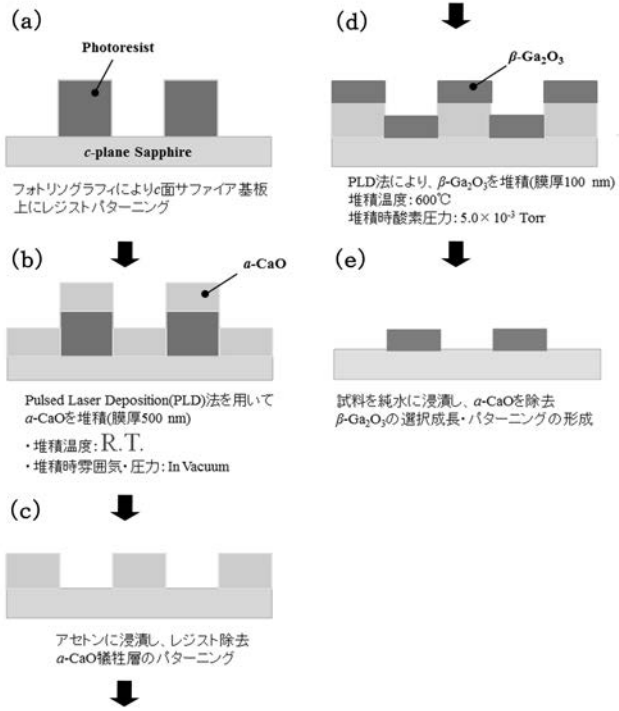 (a)
Photoresist
c-plane Sapphire
フォトリソグラフィによりc面サファイア基板
上にレジストパターニング
(b)
a-CaO
Pulsed Laser Deposition(PLD)法を用いて
a-CaOを堆積(膜厚500 nm)
・堆積温度:R.T.
・堆積時雰囲気・圧力:In Vacuum
(c)
アセトンに浸漬し、レジスト除去
a-CaO犠牲層のパターニング
(d)
β-Ga₂O₃
PLD法により、β-Ga₂O₃を堆積(膜厚100 nm)
堆積温度:600℃
堆積時酸素圧力:5.0×10⁻³ Torr
(e)
試料を純水に浸漬し、a-CaOを除去
β-Ga₂O₃の選択成長・パターニングの形成